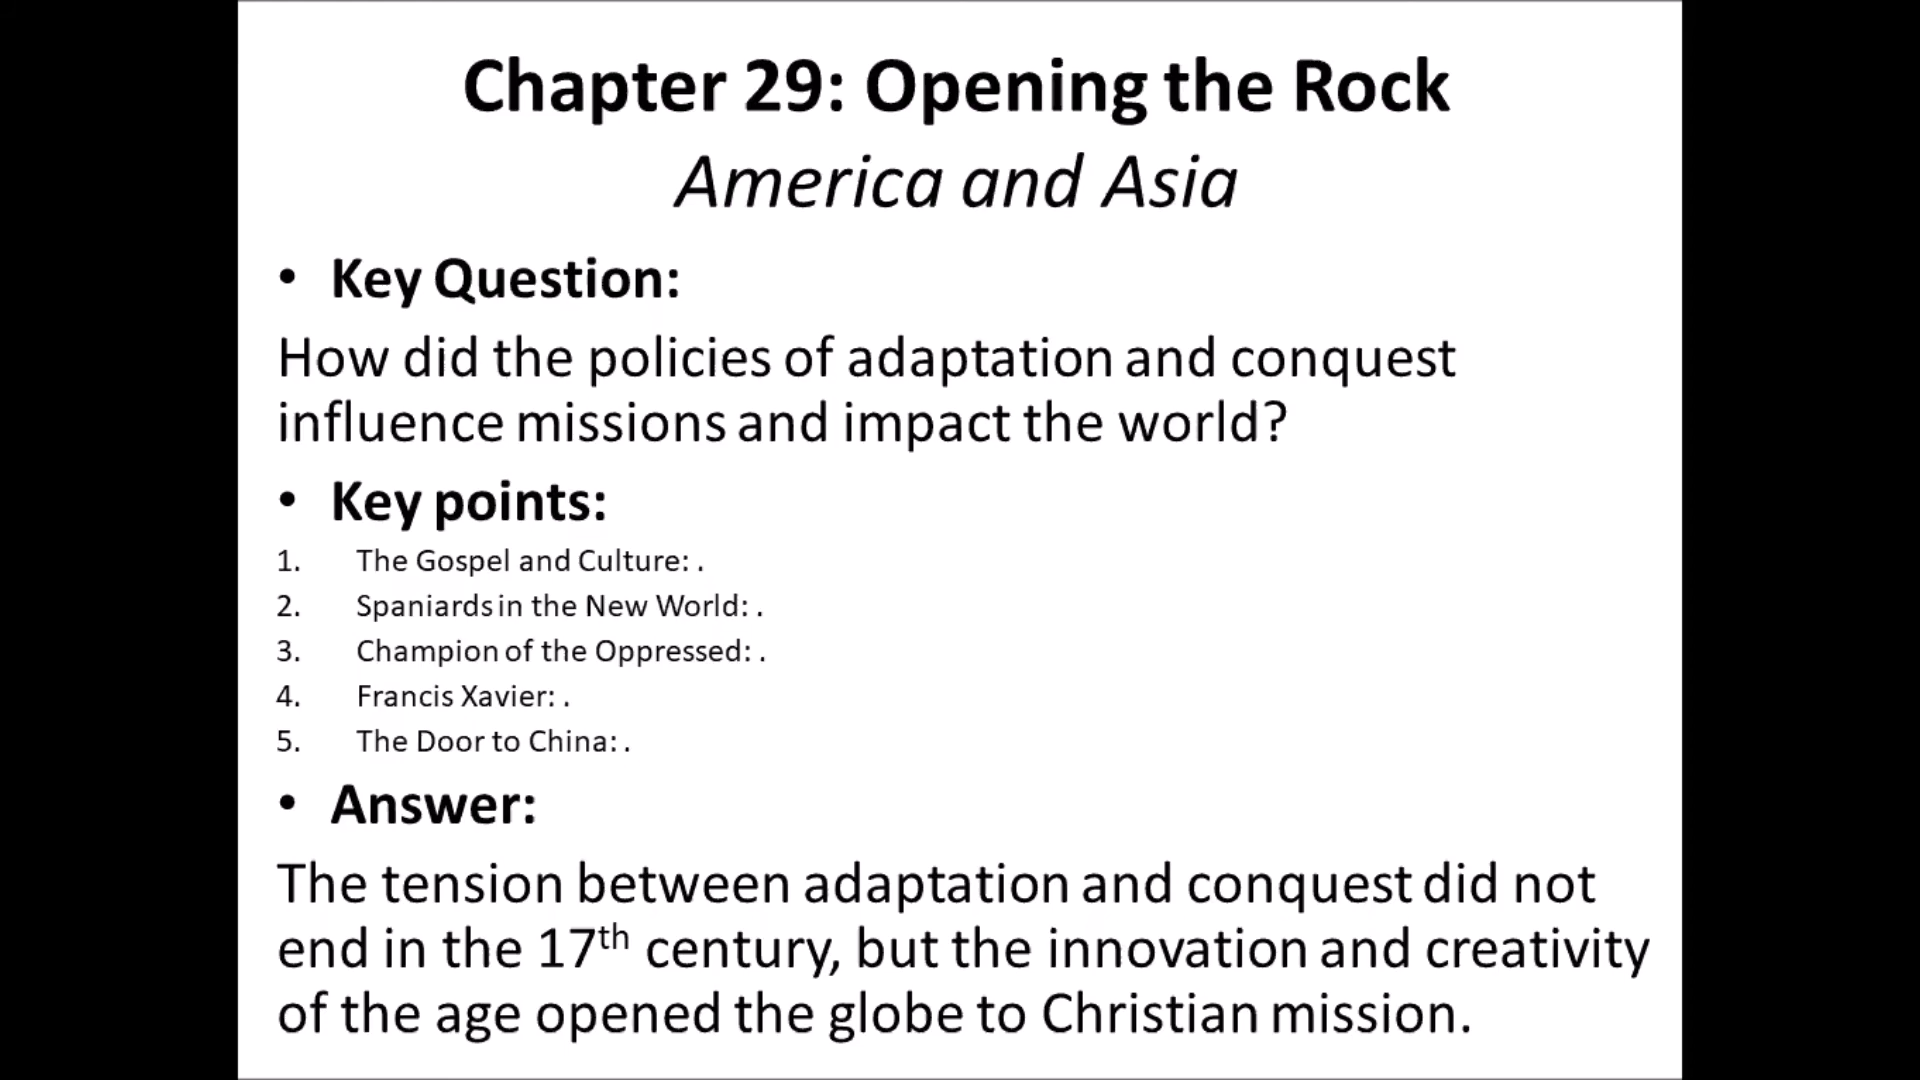 Chapter 29: Opening the Rock
America and Asia
• Key Question:
How did the policies of adaptation and conquest
influence missions and impact the world?
• Key points:
1. The Gospel and Culture: .
2. Spaniards in the New World: .
3. Champion of the Oppressed: .
4. Francis Xavier: .
5. The Door to China: .
• Answer:
The tension between adaptation and conquest did not
end in the 17th century, but the innovation and creativity
of the age opened the globe to Christian mission.